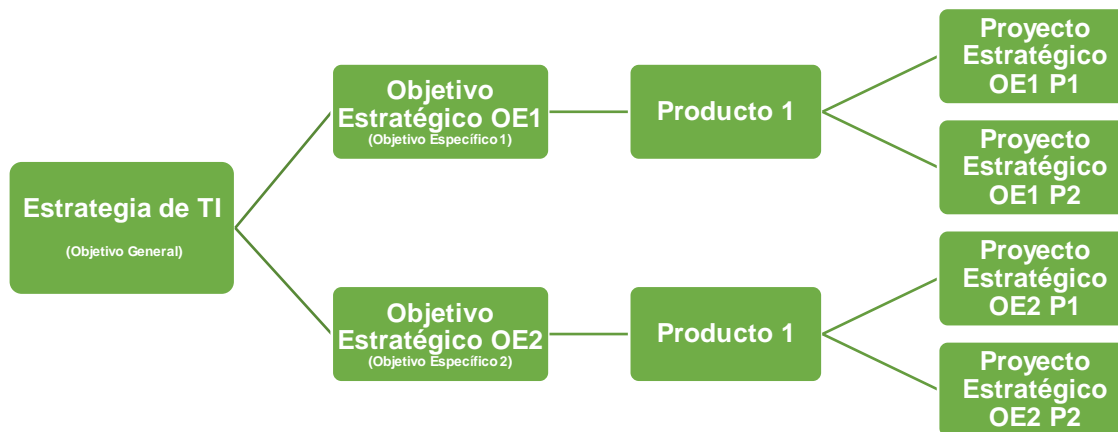 Estrategia de TI
(Objetivo General)
Objetivo
Estratégico OE1
(Objetivo Específico 1)
Producto 1
Proyecto
Estratégico
OE1 P1
Proyecto
Estratégico
OE1 P2
Objetivo
Estratégico OE2
(Objetivo Específico 2)
Producto 1
Proyecto
Estratégico
OE2 P1
Proyecto
Estratégico
OE2 P2